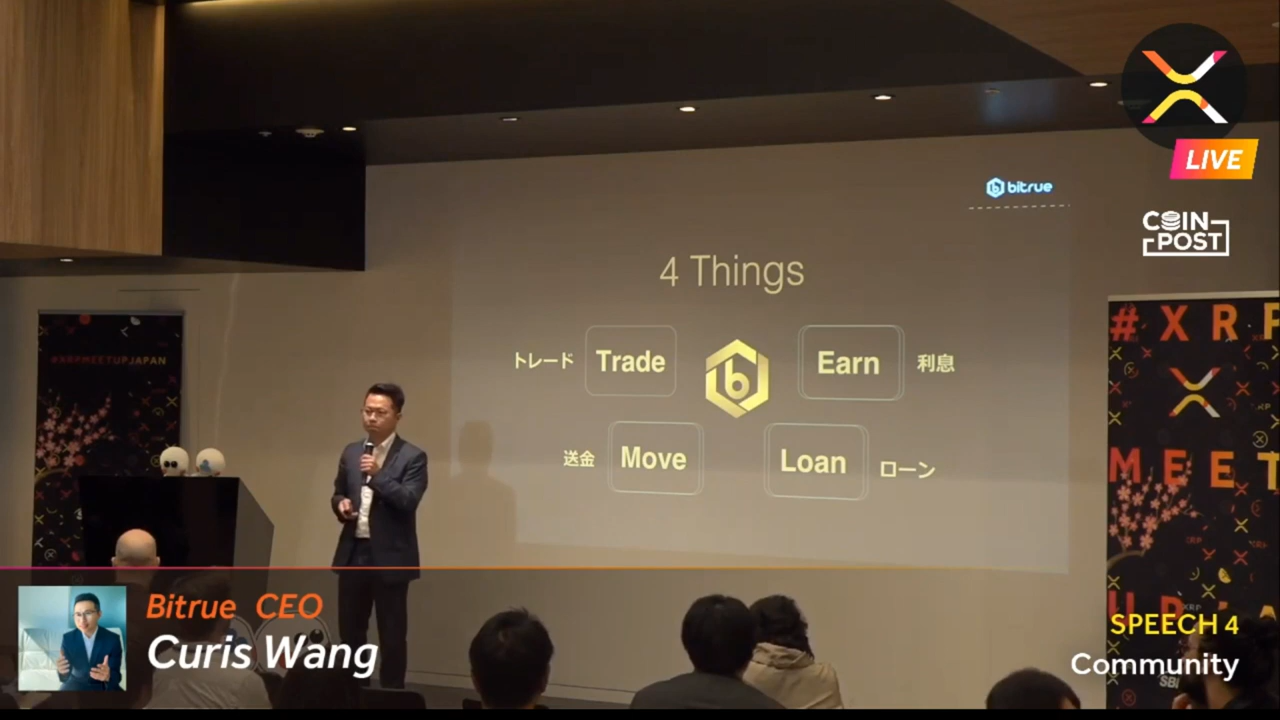 LIVE
COIN
POST
bitrue
4 Things
トレード Trade
Earn 利息
送金 Move
Loan ローン
#XRPMEETUPJAPAN
#XRP
MEET
UP
Bitrue CEO
Curis Wang
SPEECH 4
Community